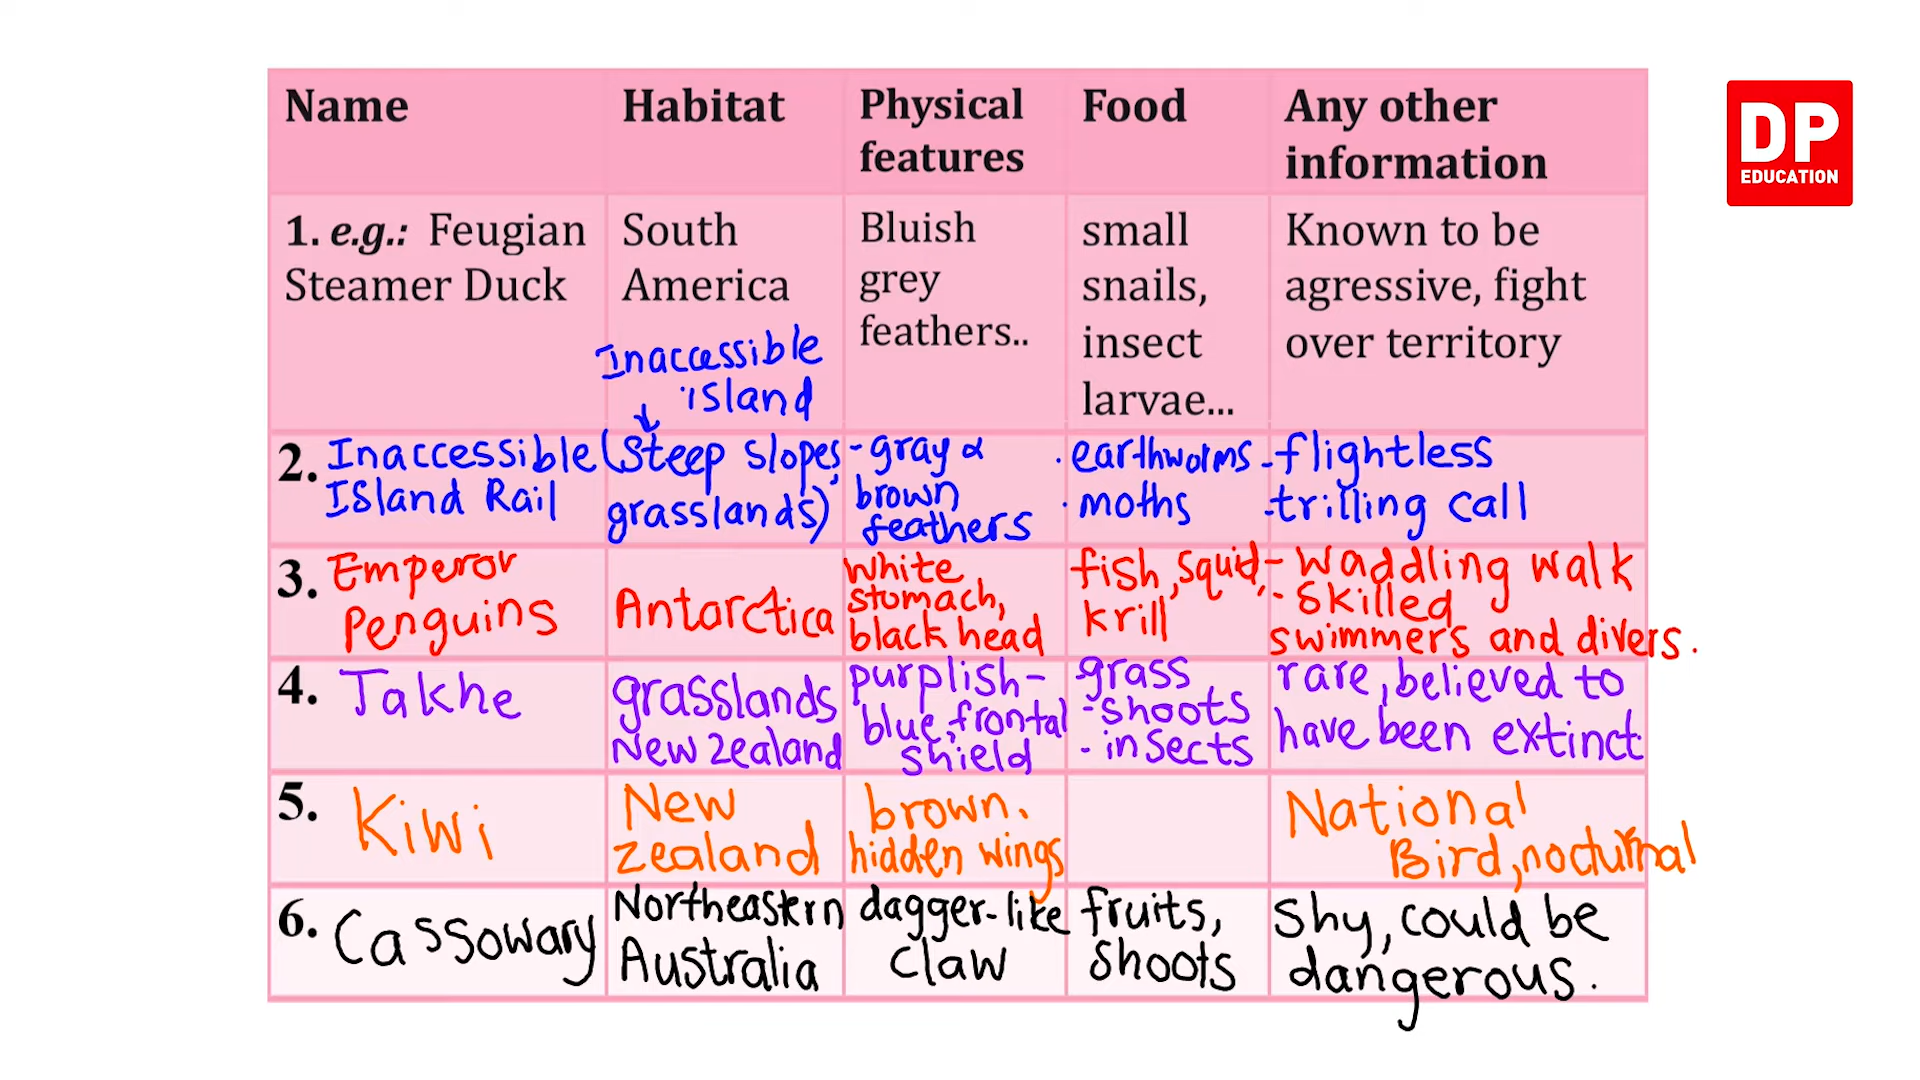 Name
Habitat
Physical
features
Food
Any other
information
DP
EDUCATION
1. e.g.: Feugian
Steamer Duck
South
America
Bluish
grey
feathers..
small
snails,
insect
larvae...
Known to be
agressive, fight
over territory
2. Inaccessible
Island Rail
Inaccessible
island
(Steep slopes,
grasslands)
- gray &
brown
feathers
· earthworms
· moths
- flightless
- trilling call
3. Emperor
Penguins
Antarctica
white
stomach,
black head
fish, squid,
krill
- waddling walk
- Skilled
swimmers and divers.
4. Takhe
grasslands
New Zealand
purplish-
blue, frontal
shield
grass
- shoots
- insects
rare, believed to
have been extinct
5. Kiwi
New
zealand
brown,
hidden wings
National
Bird, nocturnal
6. Cassowary
Northeastern
Australia
dagger-like
claw
fruits,
shoots
Shy, could be
dangerous.